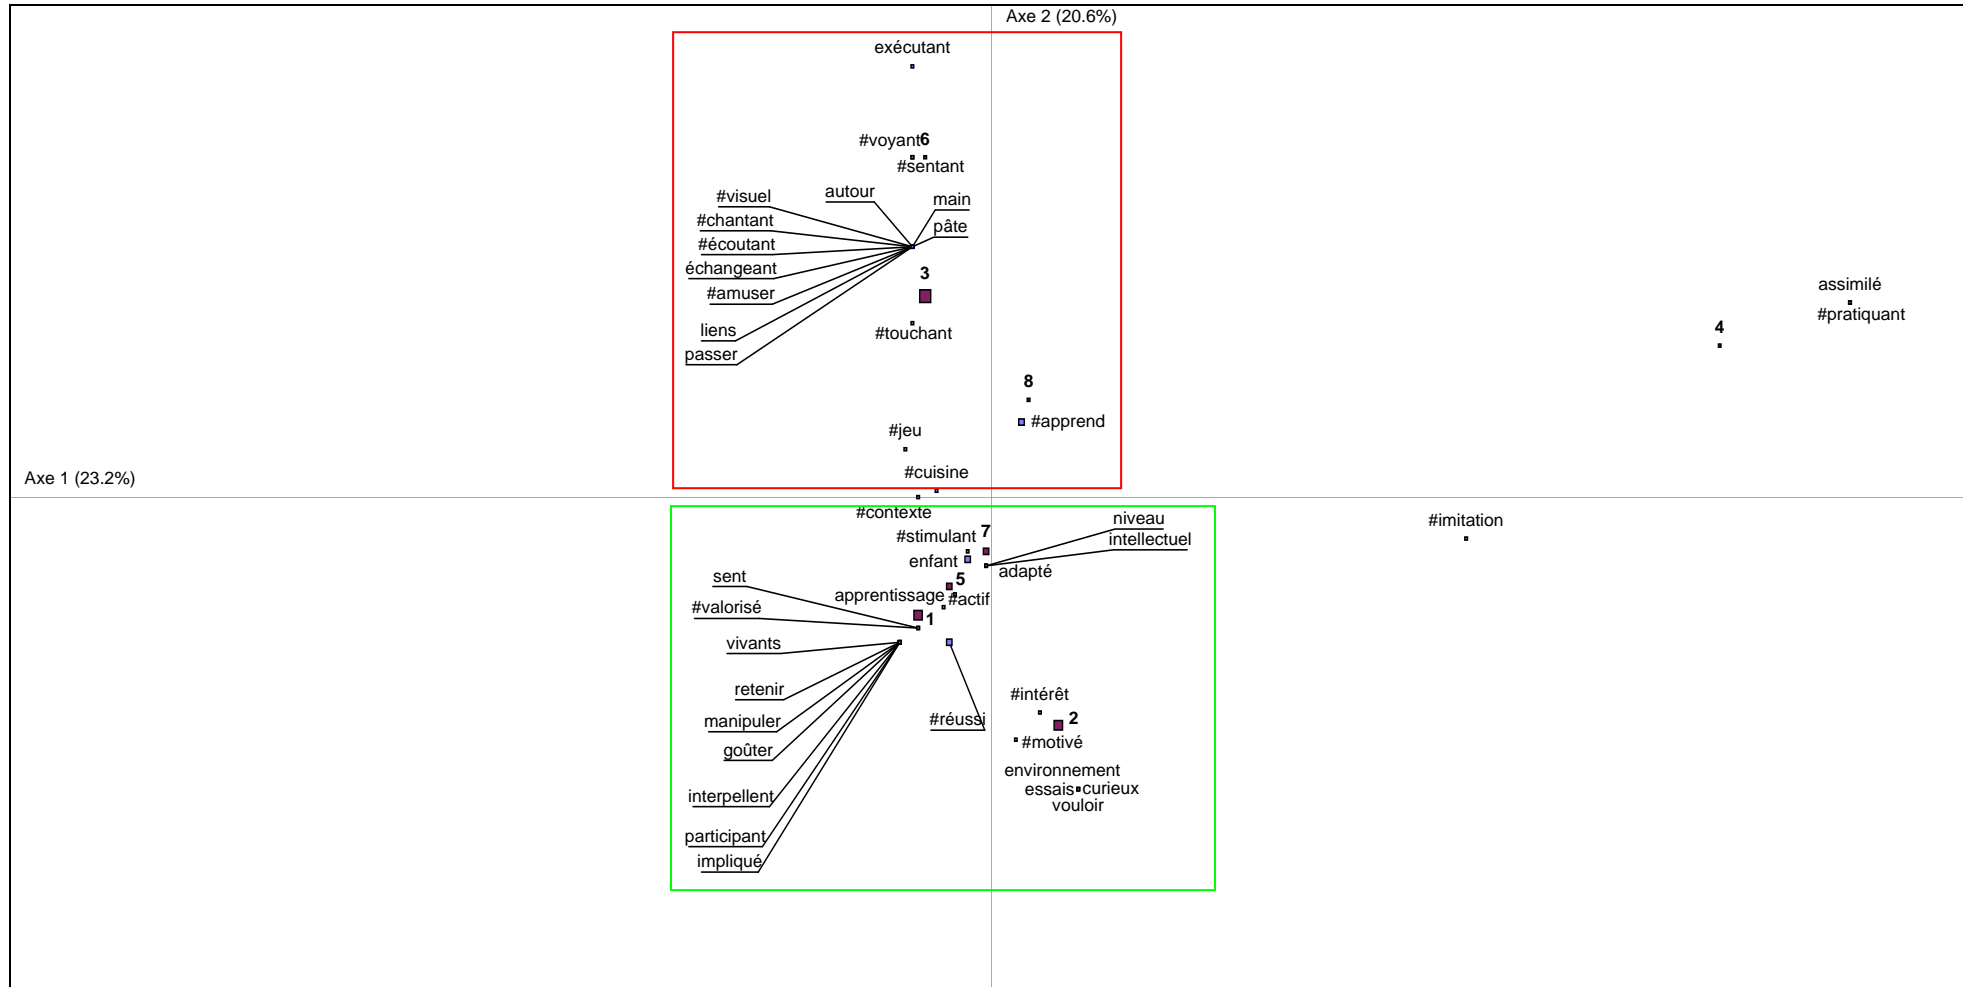 Axe 2 (20.6%)
exécutant
#voyant
6
#sentant
#visuel
autour
main
#chantant
pâte
#écoutant
échangeant
3
#amuser
assimilé
#pratiquant
liens
#touchant
4
passer
8
#apprend
#jeu
#cuisine
Axe 1 (23.2%)
#contexte
niveau
#imitation
#stimulant
7
intellectuel
enfant
adapté
sent
5
apprentissage
#actif
#valorisé
1
vivants
retenir
#intérêt
manipuler
#réussi
2
goûter
#motivé
environnement
interpellent
essais
curieux
vouloir
participant
impliqué